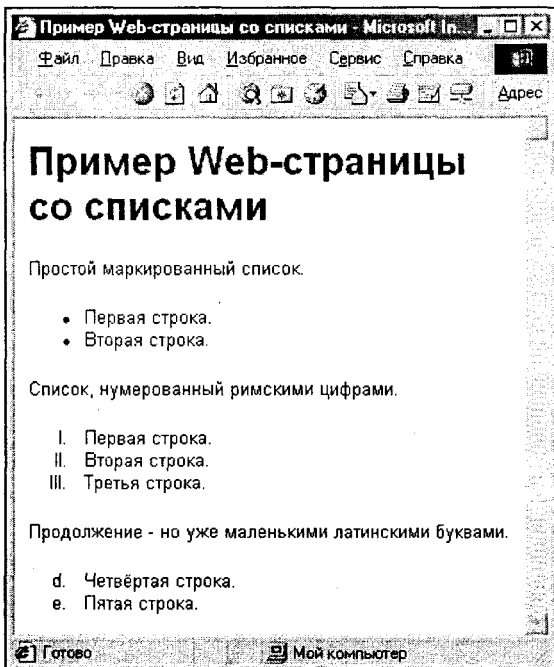 Пример Web-страницы со списками - Microsoft In...
Файл Правка Вид Избранное Сервис Справка
Адрес
Пример Web-страницы
со списками
Простой маркированный список.
• Первая строка.
• Вторая строка.
Список, нумерованный римскими цифрами.
I. Первая строка.
II. Вторая строка.
III. Третья строка.
Продолжение - но уже маленькими латинскими буквами.
d. Четвёртая строка.
e. Пятая строка.
Готово Мой компьютер